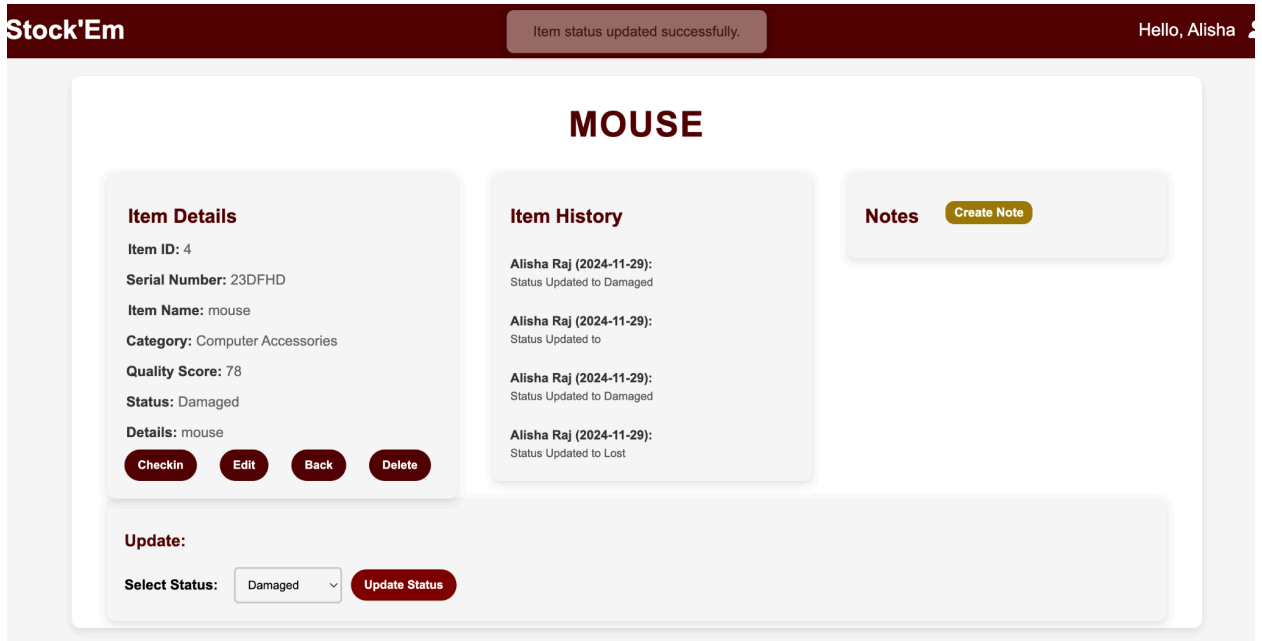 Stock'Em
Item status updated successfully.
Hello, Alisha
MOUSE
Item Details
Item ID: 4
Serial Number: 23DFHD
Item Name: mouse
Category: Computer Accessories
Quality Score: 78
Status: Damaged
Details: mouse
Checkin
Edit
Back
Delete
Item History
Alisha Raj (2024-11-29):
Status Updated to Damaged
Alisha Raj (2024-11-29):
Status Updated to
Alisha Raj (2024-11-29):
Status Updated to Damaged
Alisha Raj (2024-11-29):
Status Updated to Lost
Notes
Create Note
Update:
Select Status:
Damaged
Update Status